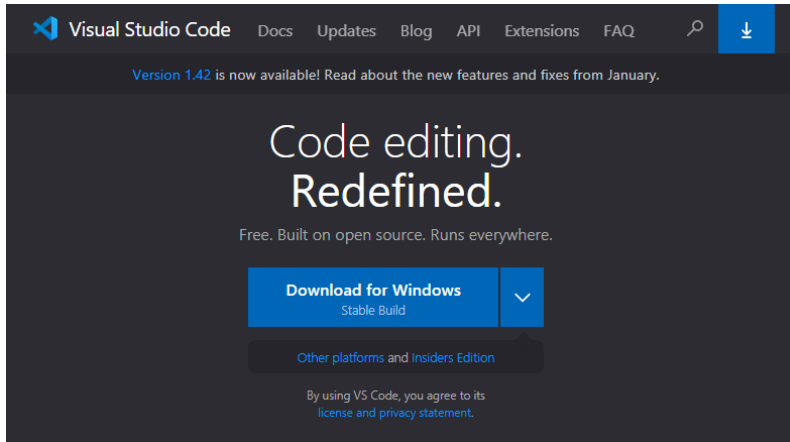 Visual Studio Code Docs Updates Blog API Extensions FAQ
Version 1.42 is now available! Read about the new features and fixes from January.
Code editing.
Redefined.
Free. Built on open source. Runs everywhere.
Download for Windows
Stable Build
Other platforms and Insiders Edition
By using VS Code, you agree to its
license and privacy statement.